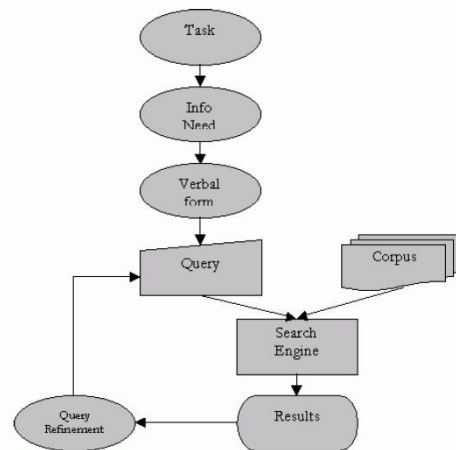 Task
Info
Need
Verbal
form
Query
Corpus
Search
Engine
Results
Query
Refinement